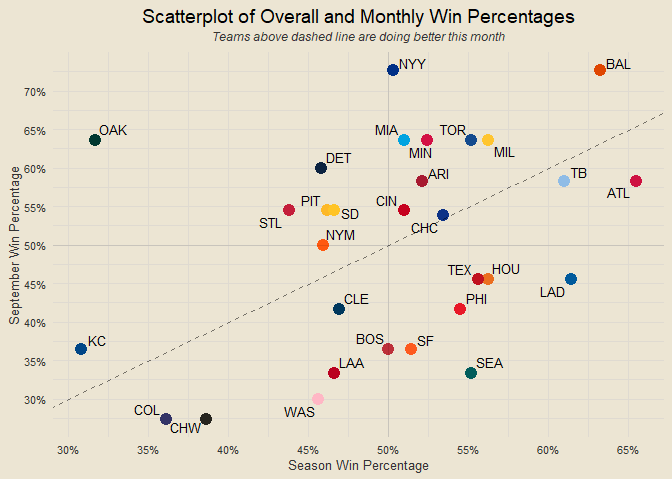 Scatterplot of Overall and Monthly Win Percentages
Teams above dashed line are doing better this month
September Win Percentage
70%
65%
60%
55%
50%
45%
40%
35%
30%
NYY
BAL
OAK
MIA
MIN
TOR
MIL
DET
ARI
TB
ATL
STL
PIT
SD
CIN
CHC
NYM
TEX
HOU
LAD
CLE
PHI
KC
BOS
SF
LAA
SEA
WAS
COL
CHW
30%
35%
40%
45%
50%
55%
60%
65%
Season Win Percentage